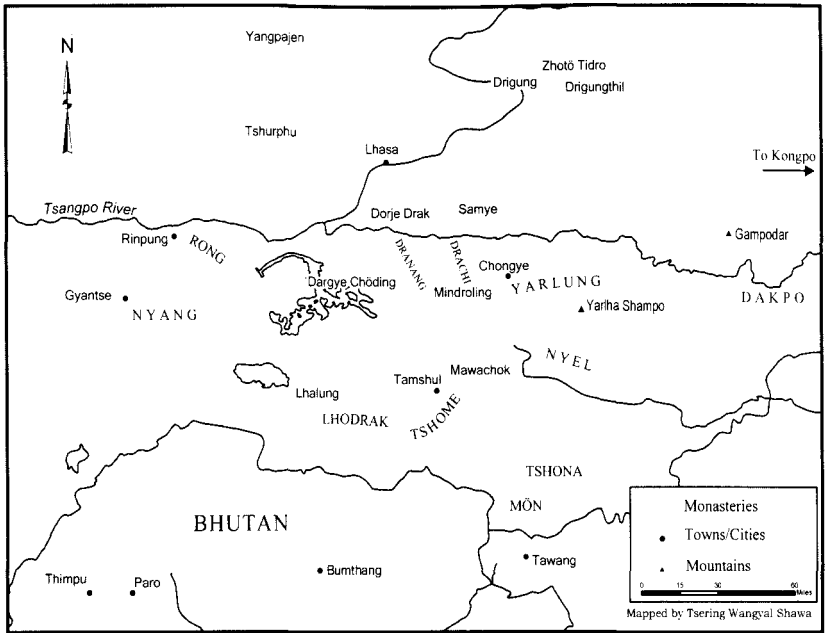 Yangpajen
N
Zhotö Tidro
Drigung
Drigungthil
Tshurphu
Lhasa
To Kongpo
Tsangpo River
Dorje Drak
Samye
Rinpung
RONG
Gampodar
DRANANG
DRACHI
Chongye
YARLUNG
Dargye Chöding
Mindroling
Gyantse
NYANG
Yarlha Shampo
DAKPO
NYEL
Mawachok
Tamshul
Lhalung
LHODRAK
TSHOME
TSHONA
MÖN
BHUTAN
Tawang
Bumthang
Thimpu
Paro
Monasteries
Towns/Cities
Mountains
0 15 30 60
Miles
Mapped by Tsering Wangyal Shawa